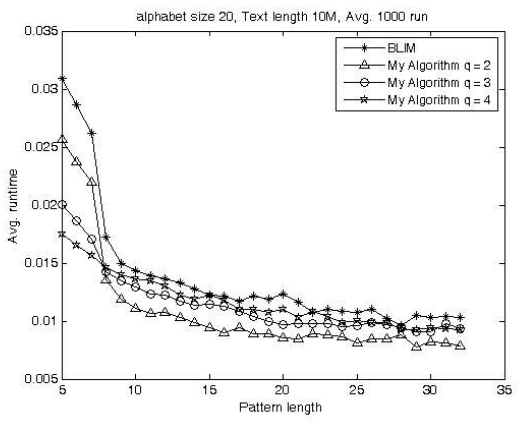 alphabet size 20, Text length 10M, Avg. 1000 run
0.035
0.03
0.025
0.02
0.015
0.01
0.005
Avg. runtime
BLIM
My Algorithm q = 2
My Algorithm q = 3
My Algorithm q = 4
5 10 15 20 25 30 35
Pattern length